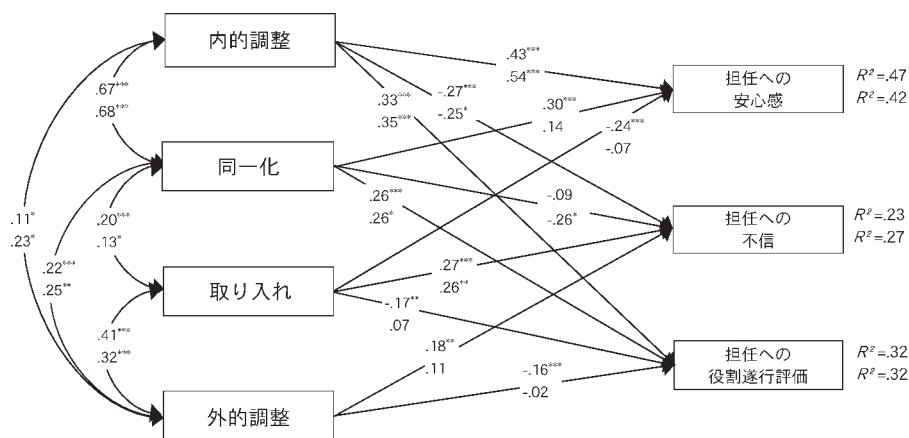 内的調整
同一化
取り入れ
外的調整
担任への
安心感
担任への
不信
担任への
役割遂行評価
R²=.47
R²=.42
R²=.23
R²=.27
R²=.32
R²=.32
.67***
.68***
.11*
.23*
.20***
.13*
.22***
.25**
.41***
.32***
.43***
.54***
-.27***
-.25*
.33***
.35***
.30***
.14
-.24***
-.07
-.09
-.26*
.26***
.26*
.27***
.26**
-.17**
.07
.18**
.11
-.16***
-.02